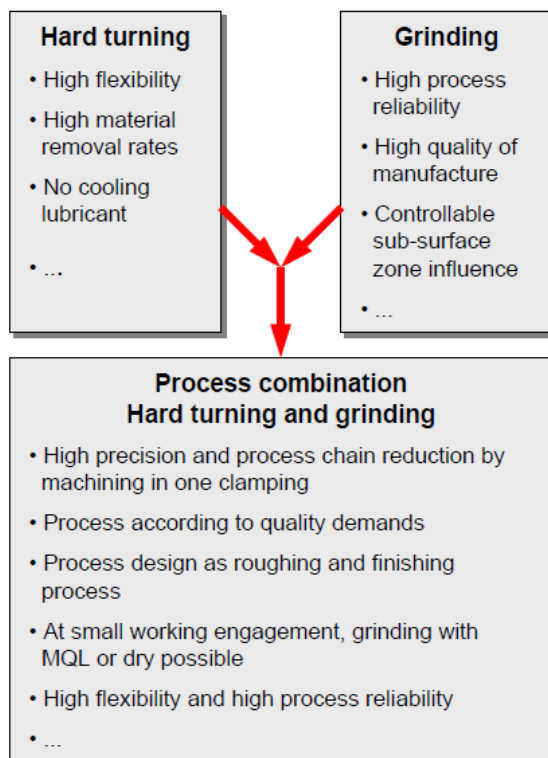 Hard turning
• High flexibility
• High material
removal rates
• No cooling
lubricant
• ...
Grinding
• High process
reliability
• High quality of
manufacture
• Controllable
sub-surface
zone influence
• ...
Process combination
Hard turning and grinding
• High precision and process chain reduction by
machining in one clamping
• Process according to quality demands
• Process design as roughing and finishing
process
• At small working engagement, grinding with
MQL or dry possible
• High flexibility and high process reliability
• ...